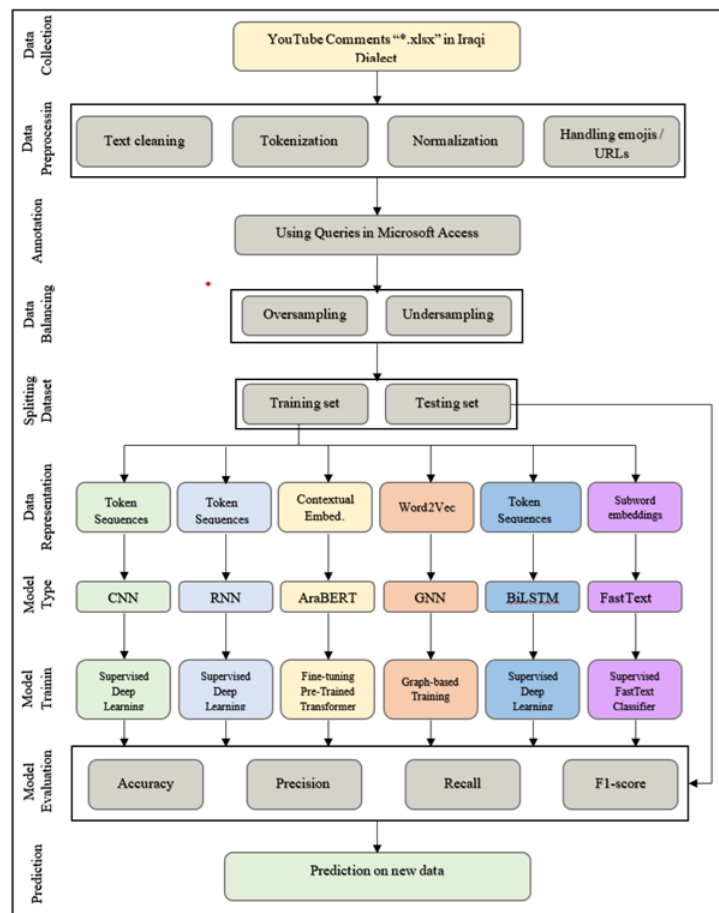 Data
Collection
YouTube Comments “*.xlsx” in Iraqi
Dialect
Data
Preprocessin
Text cleaning
Tokenization
Normalization
Handling emojis /
URLs
Annotation
Using Queries in Microsoft Access
Data
Balancing
Oversampling
Undersampling
Splitting
Dataset
Training set
Testing set
Data
Representation
Token
Sequences
Token
Sequences
Contextual
Embed.
Word2Vec
Token
Sequences
Subword
embeddings
Model
Type
CNN
RNN
AraBERT
GNN
BiLSTM
FastText
Model
Trainin
Supervised
Deep
Learning
Supervised
Deep
Learning
Fine-tuning
Pre-Trained
Transformer
Graph-based
Training
Supervised
Deep
Learning
Supervised
FastText
Classifier
Model
Evaluation
Accuracy
Precision
Recall
F1-score
Prediction
Prediction on new data